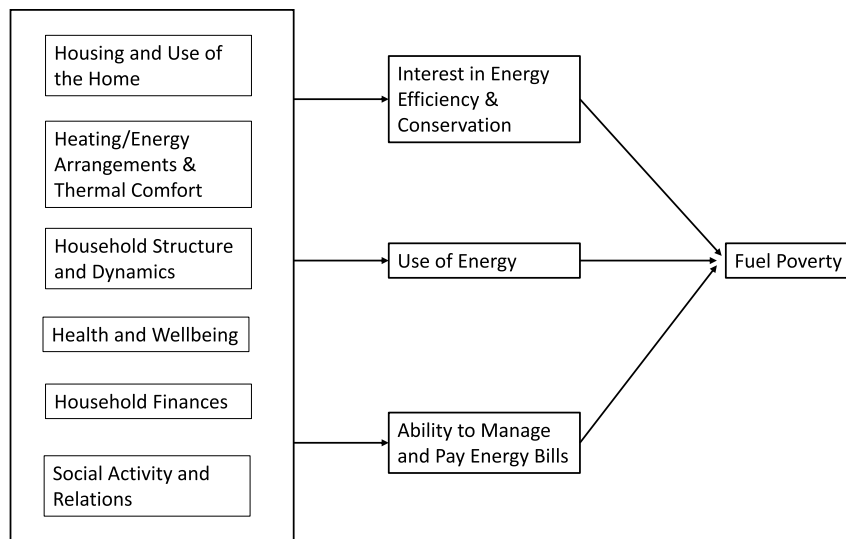 Housing and Use of
the Home
Heating/Energy
Arrangements &
Thermal Comfort
Household Structure
and Dynamics
Health and Wellbeing
Household Finances
Social Activity and
Relations
Interest in Energy
Efficiency &
Conservation
Use of Energy
Ability to Manage
and Pay Energy Bills
Fuel Poverty